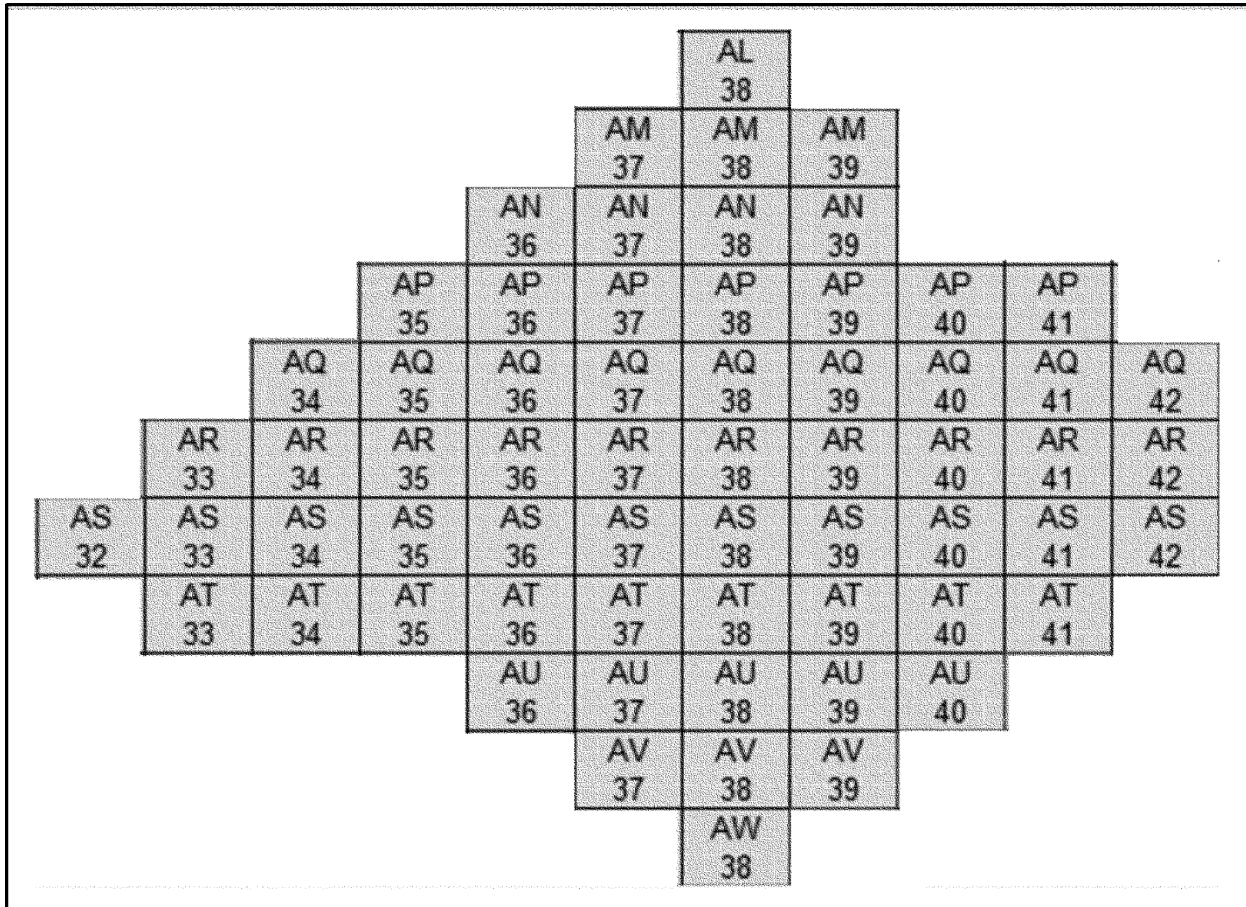 AL
38
AM AM AM
37 38 39
AN AN AN AN
36 37 38 39
AP AP AP AP AP AP AP
35 36 37 38 39 40 41
AQ AQ AQ AQ AQ AQ AQ AQ AQ
34 35 36 37 38 39 40 41 42
AR AR AR AR AR AR AR AR AR AR
33 34 35 36 37 38 39 40 41 42
AS AS AS AS AS AS AS AS AS AS AS
32 33 34 35 36 37 38 39 40 41 42
AT AT AT AT AT AT AT AT AT
33 34 35 36 37 38 39 40 41
AU AU AU AU AU
36 37 38 39 40
AV AV AV
37 38 39
AW
38